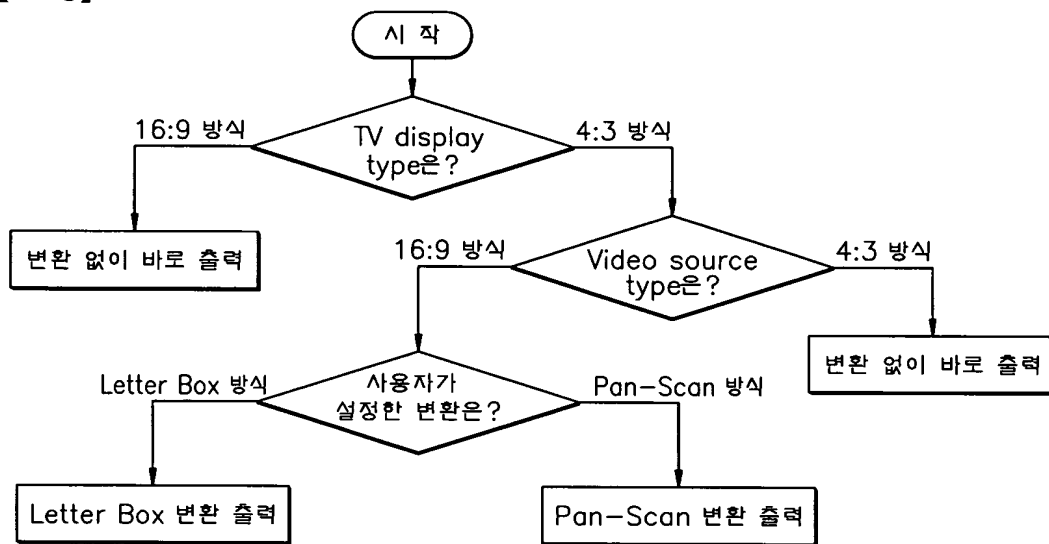 시 작
TV display
type은?
16:9 방식
4:3 방식
변환 없이 바로 출력
Video source
type은?
16:9 방식
4:3 방식
변환 없이 바로 출력
사용자가
설정한 변환은?
Letter Box 방식
Pan-Scan 방식
Letter Box 변환 출력
Pan-Scan 변환 출력